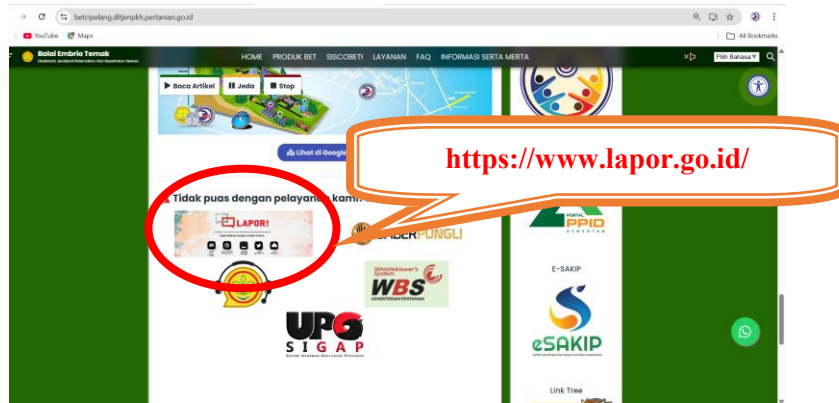 betcipelang.ditjenpkh.pertanian.go.id
YouTube Maps
All Bookmarks
Balai Embrio Ternak
Direktorat Jenderal Peternakan dan Kesehatan Hewan
HOME PRODUK BET SISCOBETI LAYANAN FAQ INFORMASI SERTA MERTA
Pilih Bahasa
Baca Artikel Jeda Stop
Lihat di Google
https://www.lapor.go.id/
Tidak puas dengan pelayanan kami
LAPOR!
SABERPUNGLI
PORTAL
PPID
KEMENTAN
Whistleblower's
System
WBS
KEMENTERIAN PERTANIAN
E-SAKIP
UPG
SIGAP
eSAKIP
Link Tree